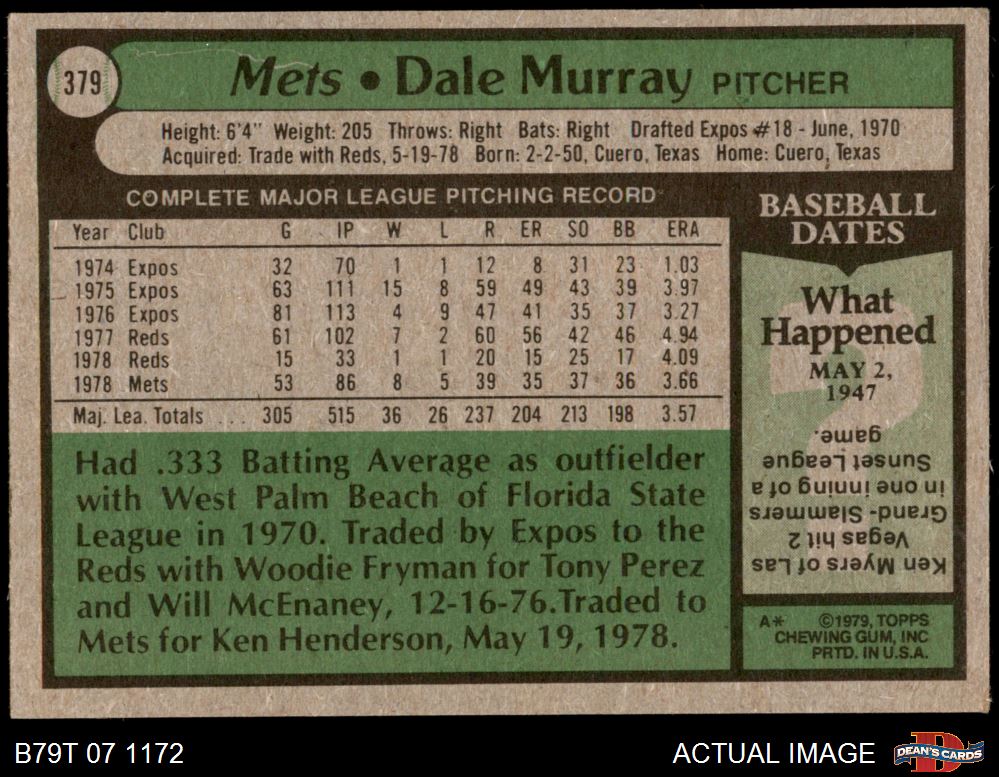 379
Mets • Dale Murray PITCHER
Height: 6'4" Weight: 205 Throws: Right Bats: Right Drafted Expos #18 - June, 1970
Acquired: Trade with Reds, 5-19-78 Born: 2-2-50, Cuero, Texas Home: Cuero, Texas
COMPLETE MAJOR LEAGUE PITCHING RECORD
Year Club G IP W L R ER SO BB ERA
1974 Expos 32 70 1 1 12 8 31 23 1.03
1975 Expos 63 111 15 8 59 49 43 39 3.97
1976 Expos 81 113 4 9 47 41 35 37 3.27
1977 Reds 61 102 7 2 60 56 42 46 4.94
1978 Reds 15 33 1 1 20 15 25 17 4.09
1978 Mets 53 86 8 5 39 35 37 36 3.66
Maj. Lea. Totals ... 305 515 36 26 237 204 213 198 3.57
Had .333 Batting Average as outfielder
with West Palm Beach of Florida State
League in 1970. Traded by Expos to the
Reds with Woodie Fryman for Tony Perez
and Will McEnaney, 12-16-76.Traded to
Mets for Ken Henderson, May 19, 1978.
BASEBALL
DATES
What
Happened
MAY 2,
1947
?
Ken Myers of Las
Vegas hit 2
Grand-Slammers
in one inning of a
Sunset League
game.
A* ©1979, TOPPS
CHEWING GUM, INC
PRTD. IN U.S.A.
B79T 07 1172
ACTUAL IMAGE
D
DEAN'S CARDS